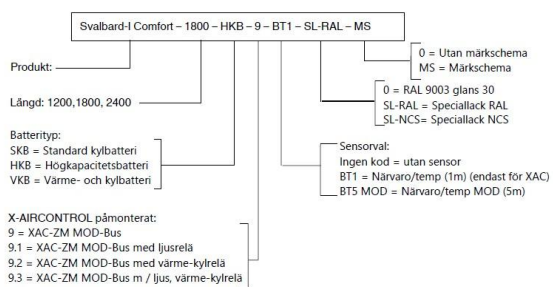 Svalbard-I Comfort – 1800 – HKB – 9 – BT1 – SL-RAL – MS
Produkt:
Längd: 1200,1800, 2400
Batterityp:
SKB = Standard kylbatteri
HKB = Högkapacitetsbatteri
VKB = Värme- och kylbatteri
X-AIRCONTROL påmonterat:
9 = XAC-ZM MOD-Bus
9.1 = XAC-ZM MOD-Bus med ljusrelä
9.2 = XAC-ZM MOD-Bus med värme-kylrelä
9.3 = XAC-ZM MOD-Bus m / ljus, värme-kylrelä
0 = Utan märkschema
MS = Märkschema
0 = RAL 9003 glans 30
SL-RAL = Speciallack RAL
SL-NCS= Speciallack NCS
Sensorval:
Ingen kod = utan sensor
BT1 = Närvaro/temp (1m) (endast för XAC)
BT5 MOD = Närvaro/temp MOD (5m)